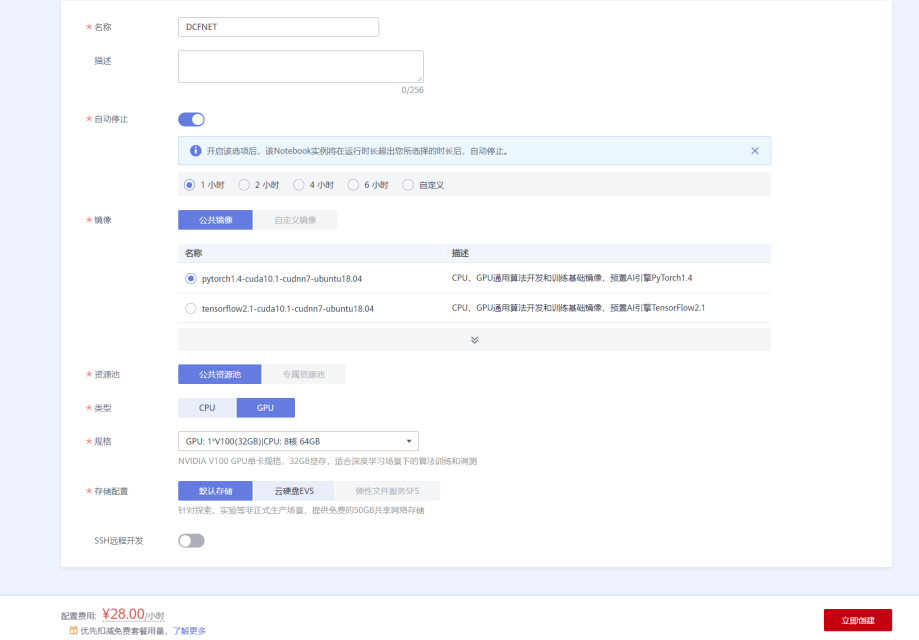 * 名称 DCFNET
描述
0/256
* 自动停止
开启该选项后，该Notebook实例将在运行时长超出您所选择的时长后，自动停止。
1 小时 2 小时 4 小时 6 小时 自定义
* 镜像 公共镜像 自定义镜像
名称 描述
pytorch1.4-cuda10.1-cudnn7-ubuntu18.04 CPU、GPU通用算法开发和训练基础镜像，预置AI引擎PyTorch1.4
tensorflow2.1-cuda10.1-cudnn7-ubuntu18.04 CPU、GPU通用算法开发和训练基础镜像，预置AI引擎TensorFlow2.1
* 资源池 公共资源池 专属资源池
* 类型 CPU GPU
* 规格 GPU: 1*V100(32GB)|CPU: 8核 64GB
NVIDIA V100 GPU单卡规格，32GB显存，适合深度学习场景下的算法训练和调测
* 存储配置 默认存储 云硬盘EVS 弹性文件服务SFS
针对探索、实验等非正式生产场景，提供免费的50GB共享网络存储
SSH远程开发
配置费用: ¥28.00/小时
优先扣减免费套餐用量，了解更多
立即创建